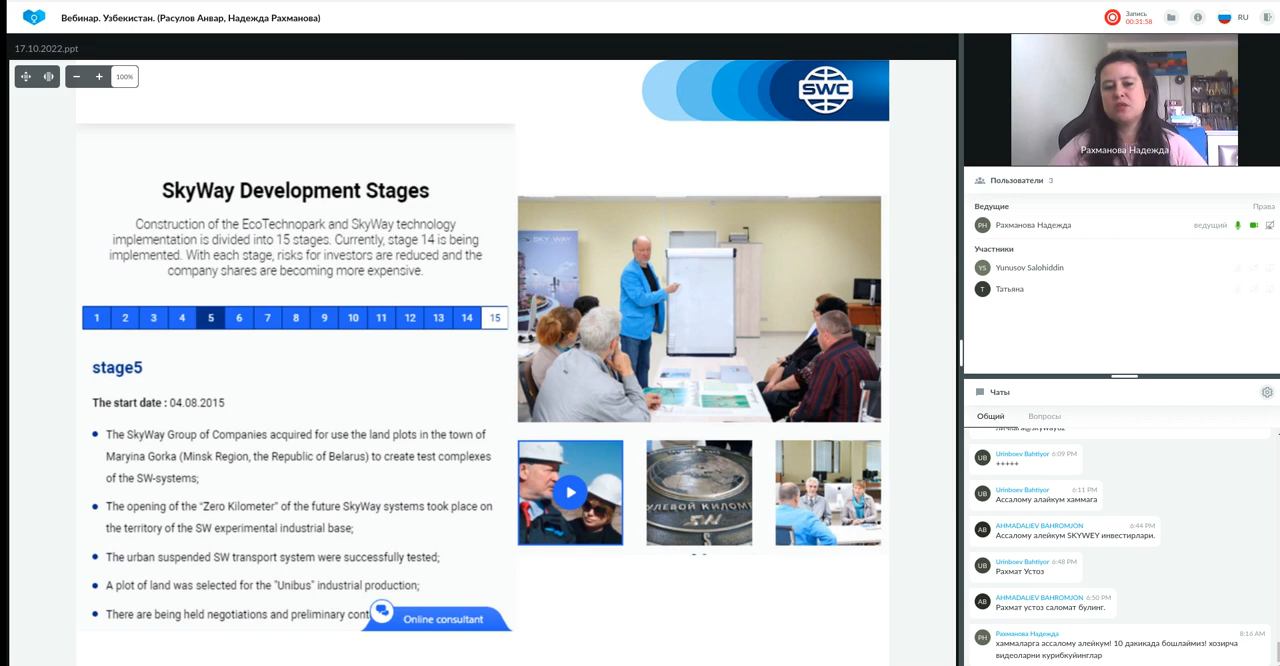 Вебинар. Узбекистан. (Расулов Анвар, Надежда Рахманова)
Запись
00:31:58
RU
17.10.2022.ppt
100%
SWC
SkyWay Development Stages
Construction of the EcoTechnopark and SkyWay technology
implementation is divided into 15 stages. Currently, stage 14 is being
implemented. With each stage, risks for investors are reduced and the
company shares are becoming more expensive.
1 2 3 4 5 6 7 8 9 10 11 12 13 14 15
stage5
The start date : 04.08.2015
The SkyWay Group of Companies acquired for use the land plots in the town of
Maryina Gorka (Minsk Region, the Republic of Belarus) to create test complexes
of the SW-systems;
The opening of the "Zero Kilometer" of the future SkyWay systems took place on
the territory of the SW experimental industrial base;
The urban suspended SW transport system were successfully tested;
A plot of land was selected for the "Unibus" industrial production;
There are being held negotiations and preliminary cont
Online consultant
SKY WAY
УЛЕВОЙ КИЛОМ
SW
Рахманова Надежда
Пользователи 3
Ведущие
Права
PH
Рахманова Надежда
ведущий
Участники
YS
Yunusov Salohiddin
T
Татьяна
Чаты
Общий
Вопросы
UB
Urinboev Bahtiyor 6:09 PM
+++++
UB
Urinboev Bahtiyor 6:11 PM
Ассалому алайкум хаммага
AB
AHMADALIEV BAHROMJON 6:44 PM
Ассалому алейкум SKYWEY инвестирлари.
UB
Urinboev Bahtiyor 6:48 PM
Рахмат Устоз
AB
AHMADALIEV BAHROMJON 6:50 PM
Рахмат устоз саломат булинг.
PH
Рахманова Надежда 8:16 AM
хаммаларга ассалому алейкум! 10 дакикада бошлаймиз! хозирча
видеоларни курибкуйинглар